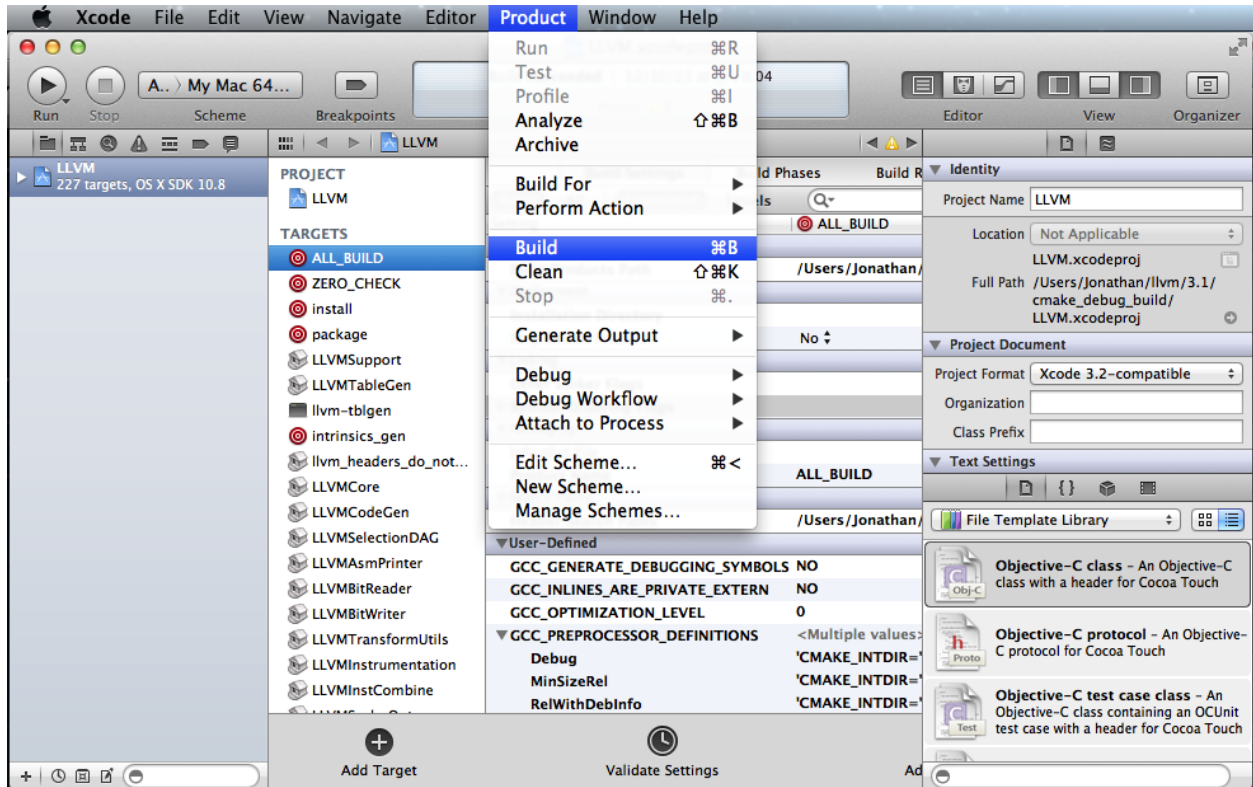 Xcode File Edit View Navigate Editor Product Window Help
04
A.. My Mac 64...
Run Stop Scheme Breakpoints Editor View Organizer
LLVM
LLVM
227 targets, OS X SDK 10.8
PROJECT
LLVM
TARGETS
ALL_BUILD
ZERO_CHECK
install
package
LLVMSupport
LLVMTableGen
llvm-tblgen
intrinsics_gen
llvm_headers_do_not...
LLVMCore
LLVMCodeGen
LLVMSelectionDAG
LLVMAsmPrinter
LLVMBitReader
LLVMBitWriter
LLVMTransformUtils
LLVMInstrumentation
LLVMInstCombine
Run ⌘R
Test ⌘U
Profile ⌘I
Analyze ⇧⌘B
Archive
Build For
Perform Action
Build ⌘B
Clean ⇧⌘K
Stop ⌘.
Generate Output
Debug
Debug Workflow
Attach to Process
Edit Scheme... ⌘<
New Scheme...
Manage Schemes...
ld Phases Build R
els
ALL_BUILD
/Users/Jonathan/
No
ALL_BUILD
/Users/Jonathan/
User-Defined
GCC_GENERATE_DEBUGGING_SYMBOLS NO
GCC_INLINES_ARE_PRIVATE_EXTERN NO
GCC_OPTIMIZATION_LEVEL 0
GCC_PREPROCESSOR_DEFINITIONS <Multiple values>
Debug 'CMAKE_INTDIR='
MinSizeRel 'CMAKE_INTDIR='
RelWithDebInfo 'CMAKE_INTDIR='
Add Target Validate Settings Ad
Identity
Project Name LLVM
Location Not Applicable
LLVM.xcodeproj
Full Path /Users/Jonathan/llvm/3.1/
cmake_debug_build/
LLVM.xcodeproj
Project Document
Project Format Xcode 3.2-compatible
Organization
Class Prefix
Text Settings
{}
File Template Library
Obj-C
Objective-C class – An Objective-C
class with a header for Cocoa Touch
Proto
Objective-C protocol – An Objective-
C protocol for Cocoa Touch
Test
Objective-C test case class – An
Objective-C class containing an OCUnit
test case with a header for Cocoa Touch